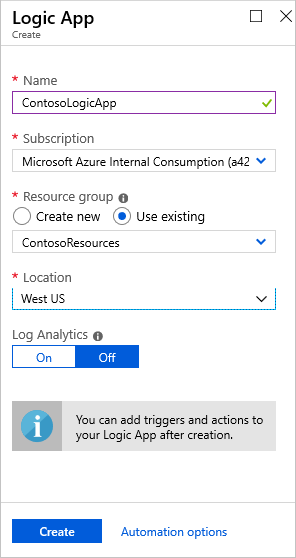 Logic App
Create
* Name
ContosoLogicApp
* Subscription
Microsoft Azure Internal Consumption (a42
* Resource group
Create new Use existing
ContosoResources
* Location
West US
Log Analytics
On Off
You can add triggers and actions to
your Logic App after creation.
Create Automation options